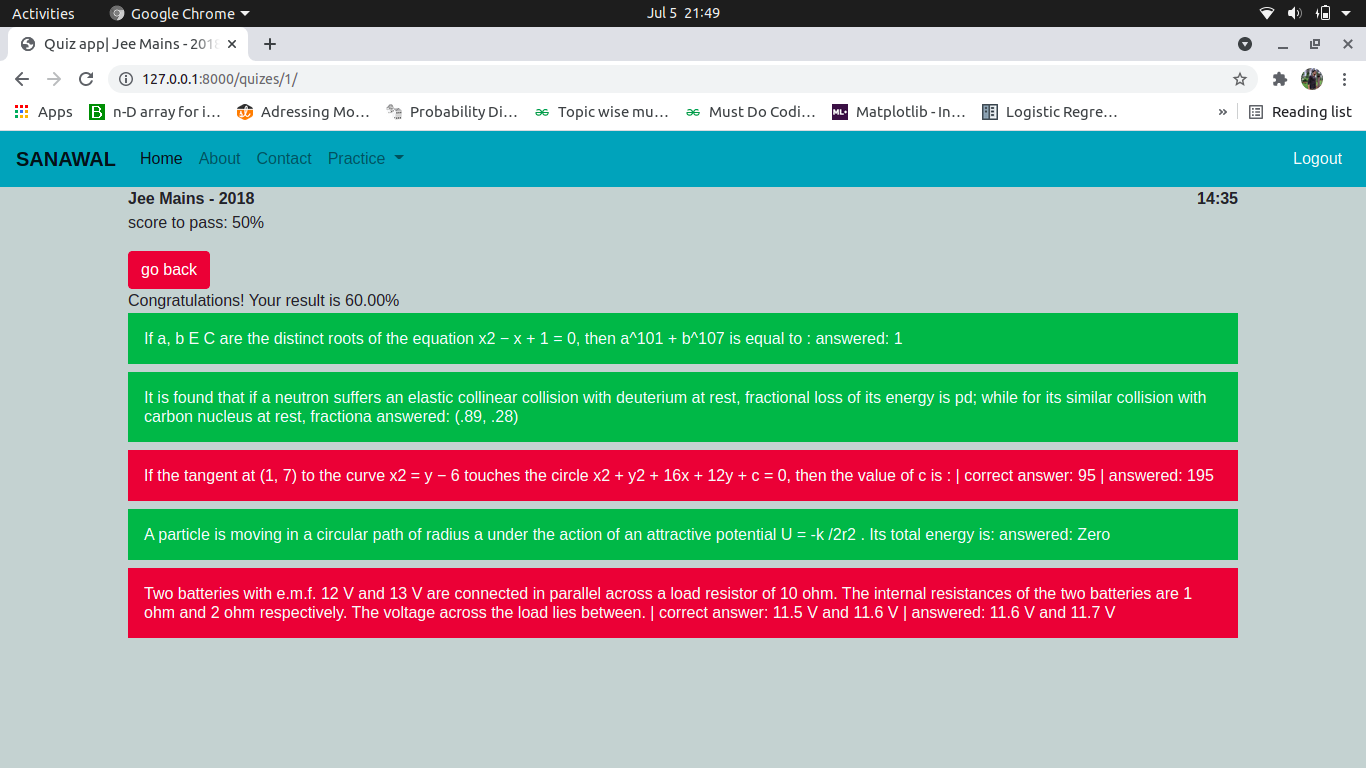 Activities Google Chrome Jul 5 21:49
Quiz app| Jee Mains - 201
127.0.0.1:8000/quizes/1/
Apps n-D array for i… Adressing Mo… Probability Di… Topic wise mu… Must Do Codi… ML+ Matplotlib - In… Logistic Regre… » Reading list
SANAWAL Home About Contact Practice Logout
Jee Mains - 2018 14:35
score to pass: 50%
go back
Congratulations! Your result is 60.00%
If a, b E C are the distinct roots of the equation x2 − x + 1 = 0, then a^101 + b^107 is equal to : answered: 1
It is found that if a neutron suffers an elastic collinear collision with deuterium at rest, fractional loss of its energy is pd; while for its similar collision with
carbon nucleus at rest, fractiona answered: (.89, .28)
If the tangent at (1, 7) to the curve x2 = y − 6 touches the circle x2 + y2 + 16x + 12y + c = 0, then the value of c is : | correct answer: 95 | answered: 195
A particle is moving in a circular path of radius a under the action of an attractive potential U = -k /2r2 . Its total energy is: answered: Zero
Two batteries with e.m.f. 12 V and 13 V are connected in parallel across a load resistor of 10 ohm. The internal resistances of the two batteries are 1
ohm and 2 ohm respectively. The voltage across the load lies between. | correct answer: 11.5 V and 11.6 V | answered: 11.6 V and 11.7 V